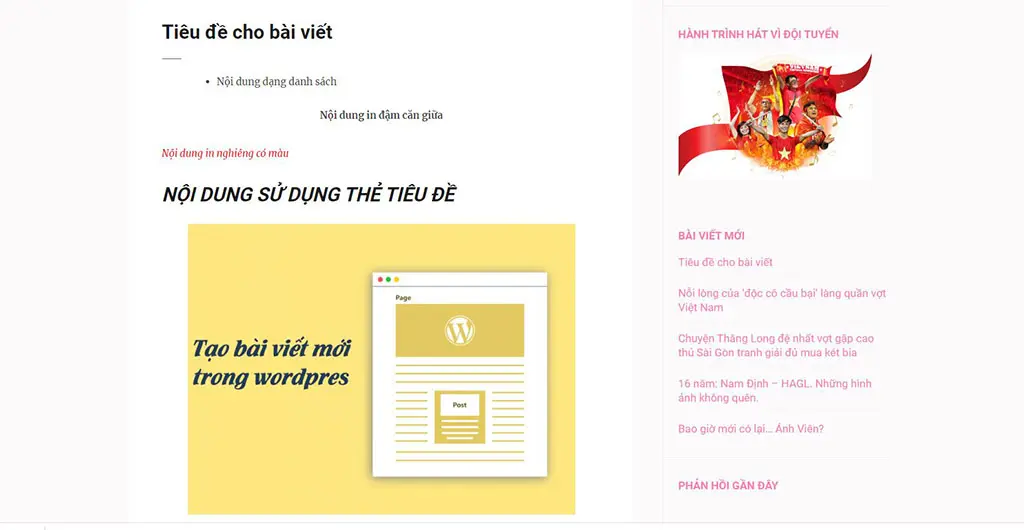 Tiêu đề cho bài viết
Nội dung dạng danh sách
Nội dung in đậm căn giữa
Nội dung in nghiêng có màu
NỘI DUNG SỬ DỤNG THẺ TIÊU ĐỀ
Page
Tạo bài viết mới
trong wordpres
Post
HÀNH TRÌNH HÁT VÌ ĐỘI TUYỂN
VIETNAM
BÀI VIẾT MỚI
Tiêu đề cho bài viết
Nỗi lòng của ‘độc cô cầu bại’ làng quần vợt
Việt Nam
Chuyện Thăng Long đệ nhất vợt gặp cao
thủ Sài Gòn tranh giải đủ mua két bia
16 năm: Nam Định – HAGL. Những hình
ảnh không quên.
Bao giờ mới có lại… Ánh Viên?
PHẢN HỒI GẦN ĐÂY